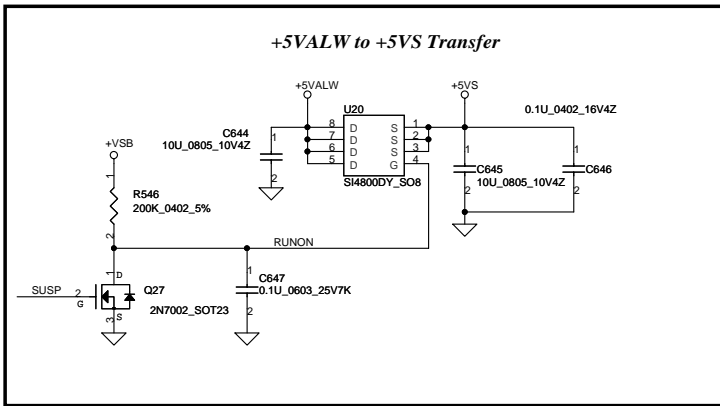 +5VALW to +5VS Transfer
+5VALW
+5VS
U20
0.1U_0402_16V4Z
C644
10U_0805_10V4Z
1
2
8 D S 1
7 D S 2
6 D S 3
5 D G 4
SI4800DY_SO8
1
C645
10U_0805_10V4Z
2
1
C646
2
+VSB
1
R546
200K_0402_5%
2
RUNON
1
C647
0.1U_0603_25V7K
2
SUSP
1 D
2 G
Q27
3 S
2N7002_SOT23